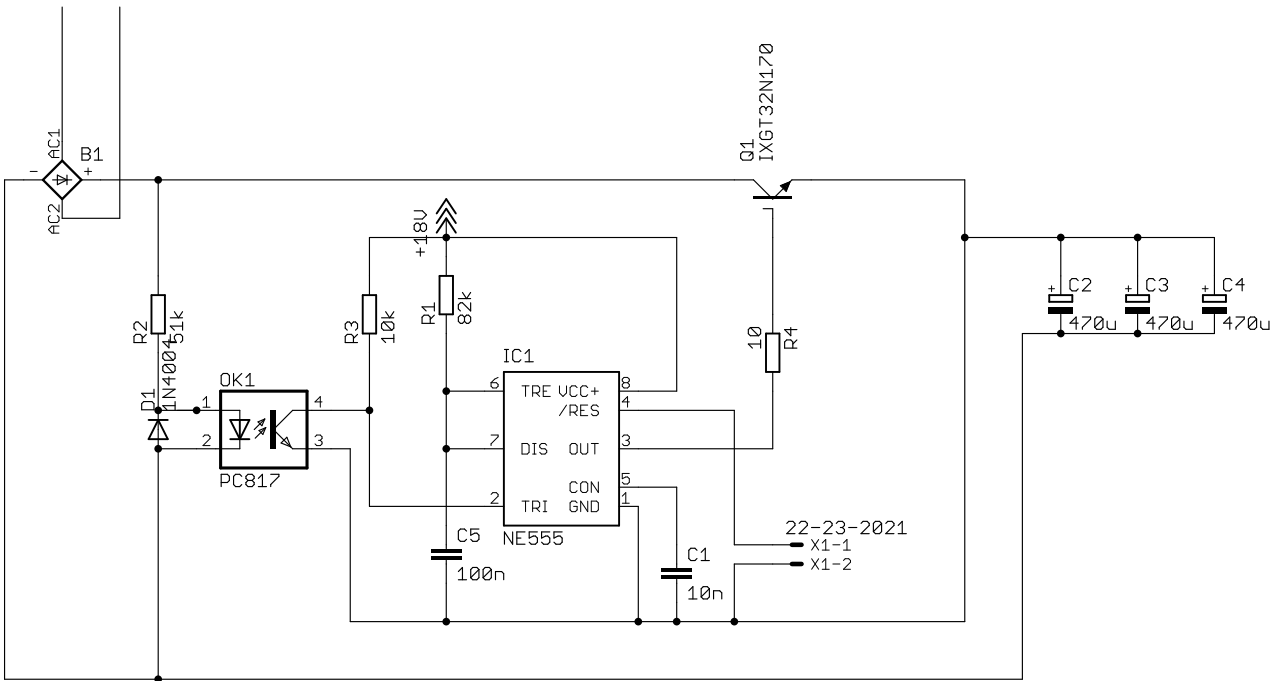 Q1
IXGT32N170
AC1
B1
-
+
AC2
+18V
R2
51k
R3
10k
R1
82k
10
R4
+
C2
470u
+
C3
470u
+
C4
470u
D1
1N4004
OK1
1
2
4
3
PC817
IC1
6
TRE
VCC+
8
/RES
4
7
DIS
OUT
3
CON
5
2
TRI
GND
1
NE555
C5
100n
C1
10n
22-23-2021
X1-1
X1-2